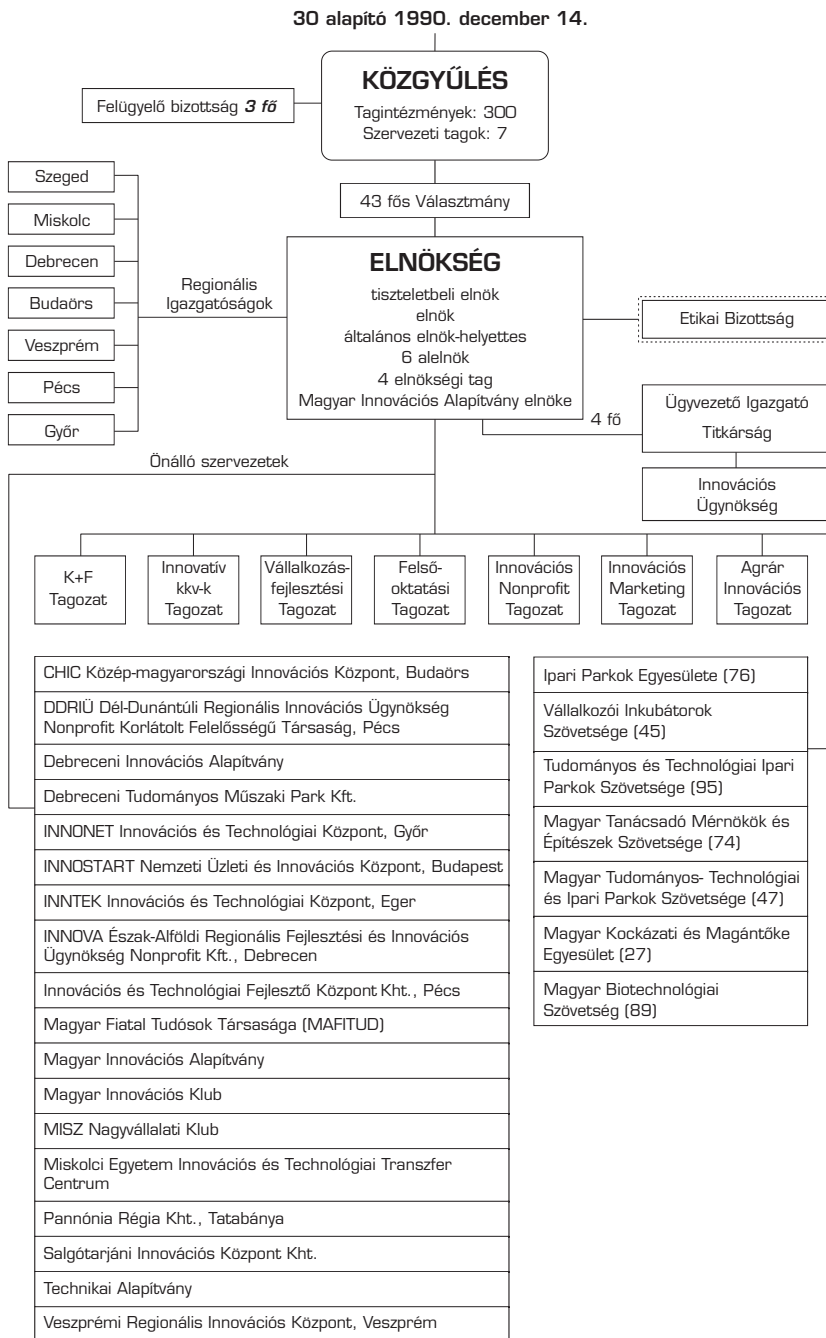 30 alapító 1990. december 14.
KÖZGYŰLÉS
Tagintézmények: 300
Szervezeti tagok: 7
Felügyelő bizottság 3 fő
43 fős Választmány
Szeged
Miskolc
Debrecen
Budaörs
Veszprém
Pécs
Győr
Regionális
Igazgatóságok
ELNÖKSÉG
tiszteletbeli elnök
elnök
általános elnök-helyettes
6 alelnök
4 elnökségi tag
Magyar Innovációs Alapítvány elnöke
Etikai Bizottság
4 fő
Ügyvezető Igazgató
Titkárság
Innovációs
Ügynökség
Önálló szervezetek
K+F
Tagozat
Innovatív
kkv-k
Tagozat
Vállalkozás-
fejlesztési
Tagozat
Felső-
oktatási
Tagozat
Innovációs
Nonprofit
Tagozat
Innovációs
Marketing
Tagozat
Agrár
Innovációs
Tagozat
CHIC Közép-magyarországi Innovációs Központ, Budaörs
DDRIÜ Dél-Dunántúli Regionális Innovációs Ügynökség
Nonprofit Korlátolt Felelősségű Társaság, Pécs
Debreceni Innovációs Alapítvány
Debreceni Tudományos Műszaki Park Kft.
INNONET Innovációs és Technológiai Központ, Győr
INNOSTART Nemzeti Üzleti és Innovációs Központ, Budapest
INNTEK Innovációs és Technológiai Központ, Eger
INNOVA Észak-Alföldi Regionális Fejlesztési és Innovációs
Ügynökség Nonprofit Kft., Debrecen
Innovációs és Technológiai Fejlesztő Központ Kht., Pécs
Magyar Fiatal Tudósok Társasága (MAFITUD)
Magyar Innovációs Alapítvány
Magyar Innovációs Klub
MISZ Nagyvállalati Klub
Miskolci Egyetem Innovációs és Technológiai Transzfer
Centrum
Pannónia Régia Kht., Tatabánya
Salgótarjáni Innovációs Központ Kht.
Technikai Alapítvány
Veszprémi Regionális Innovációs Központ, Veszprém
Ipari Parkok Egyesülete (76)
Vállalkozói Inkubátorok
Szövetsége (45)
Tudományos és Technológiai Ipari
Parkok Szövetsége (95)
Magyar Tanácsadó Mérnökök és
Építészek Szövetsége (74)
Magyar Tudományos- Technológiai
és Ipari Parkok Szövetsége (47)
Magyar Kockázati és Magántőke
Egyesület (27)
Magyar Biotechnológiai
Szövetség (89)